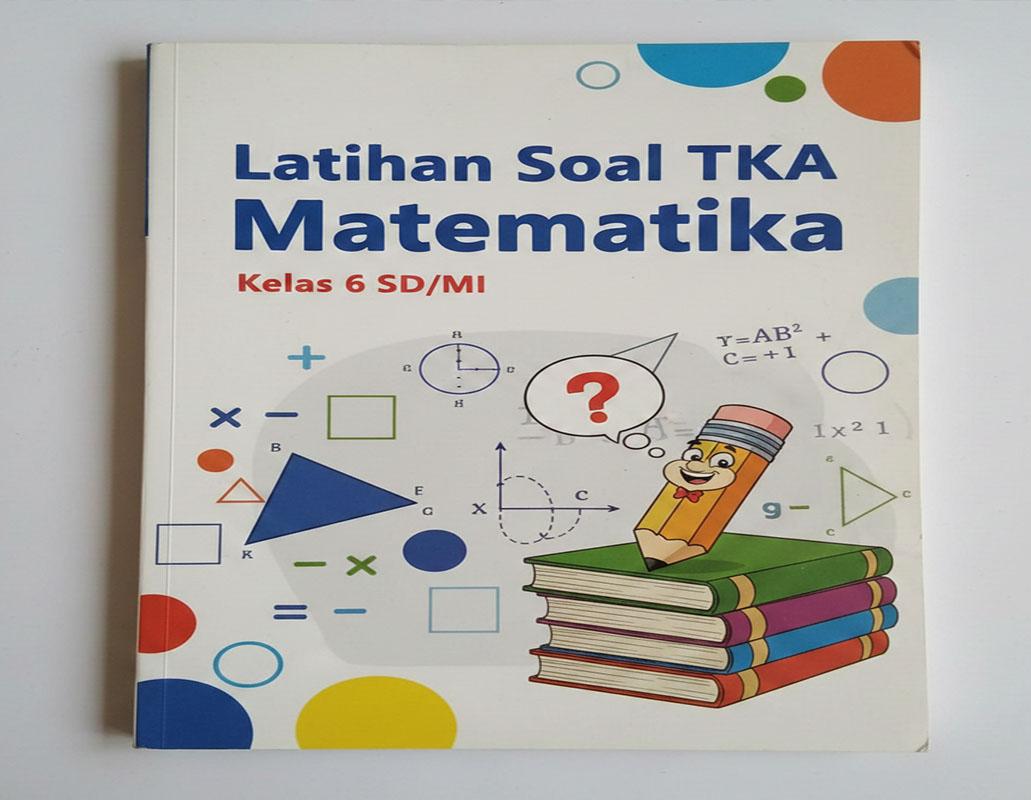 Latihan Soal TKA
Matematika
Kelas 6 SD/MI
?
Y=AB² +
C=+1
1x² 1
+
× −
B
E
G
K
X
C
g−
C
c
− ×
= −